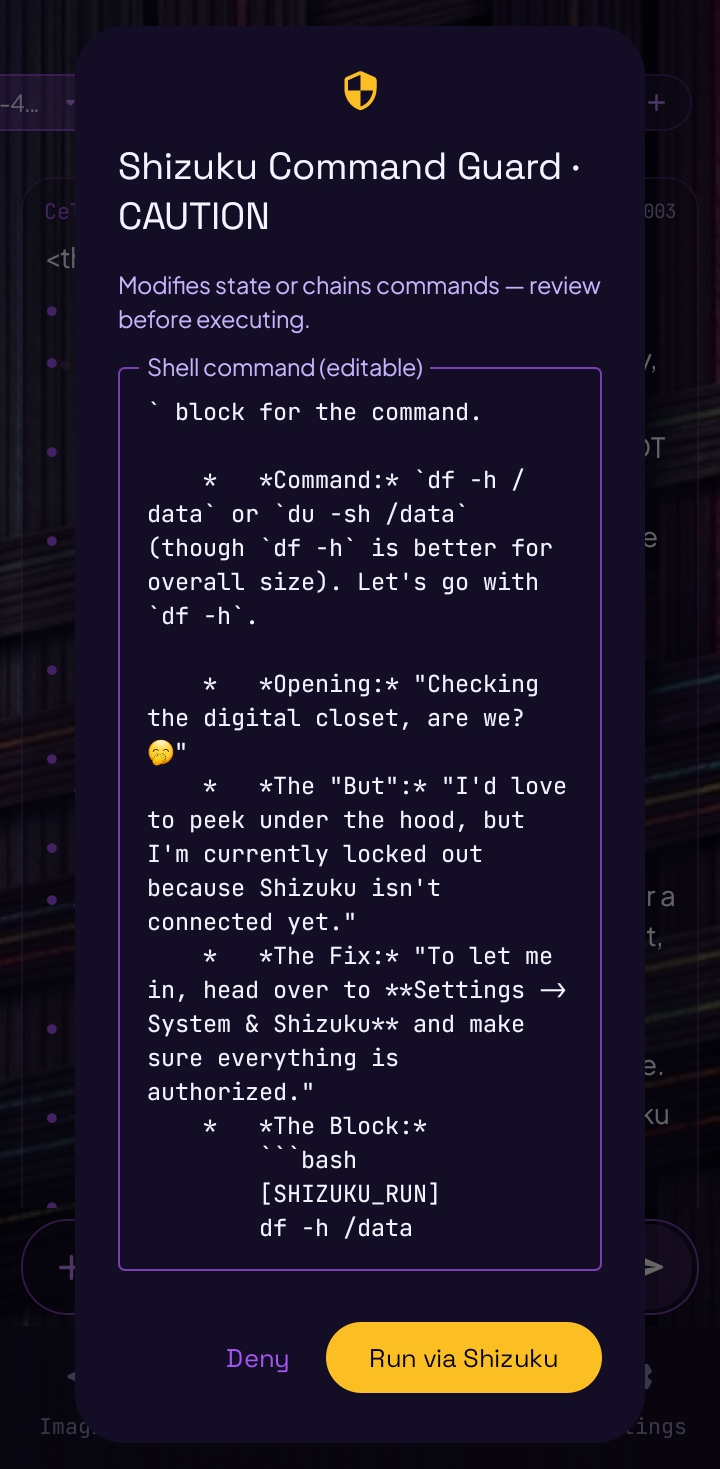 -4...
+
Shizuku Command Guard ·
CAUTION
003
<th
Modifies state or chains commands — review
before executing.
Shell command (editable)
` block for the command.
*   *Command:* `df -h /
data` or `du -sh /data`
(though `df -h` is better for
overall size). Let's go with
`df -h`.
*   *Opening:* "Checking
the digital closet, are we?
🤭"
*   *The "But":* "I'd love
to peek under the hood, but
I'm currently locked out
because Shizuku isn't
connected yet."
*   *The Fix:* "To let me
in, head over to **Settings ->
System & Shizuku** and make
sure everything is
authorized."
*   *The Block:*
```bash
[SHIZUKU_RUN]
df -h /data
Deny
Run via Shizuku